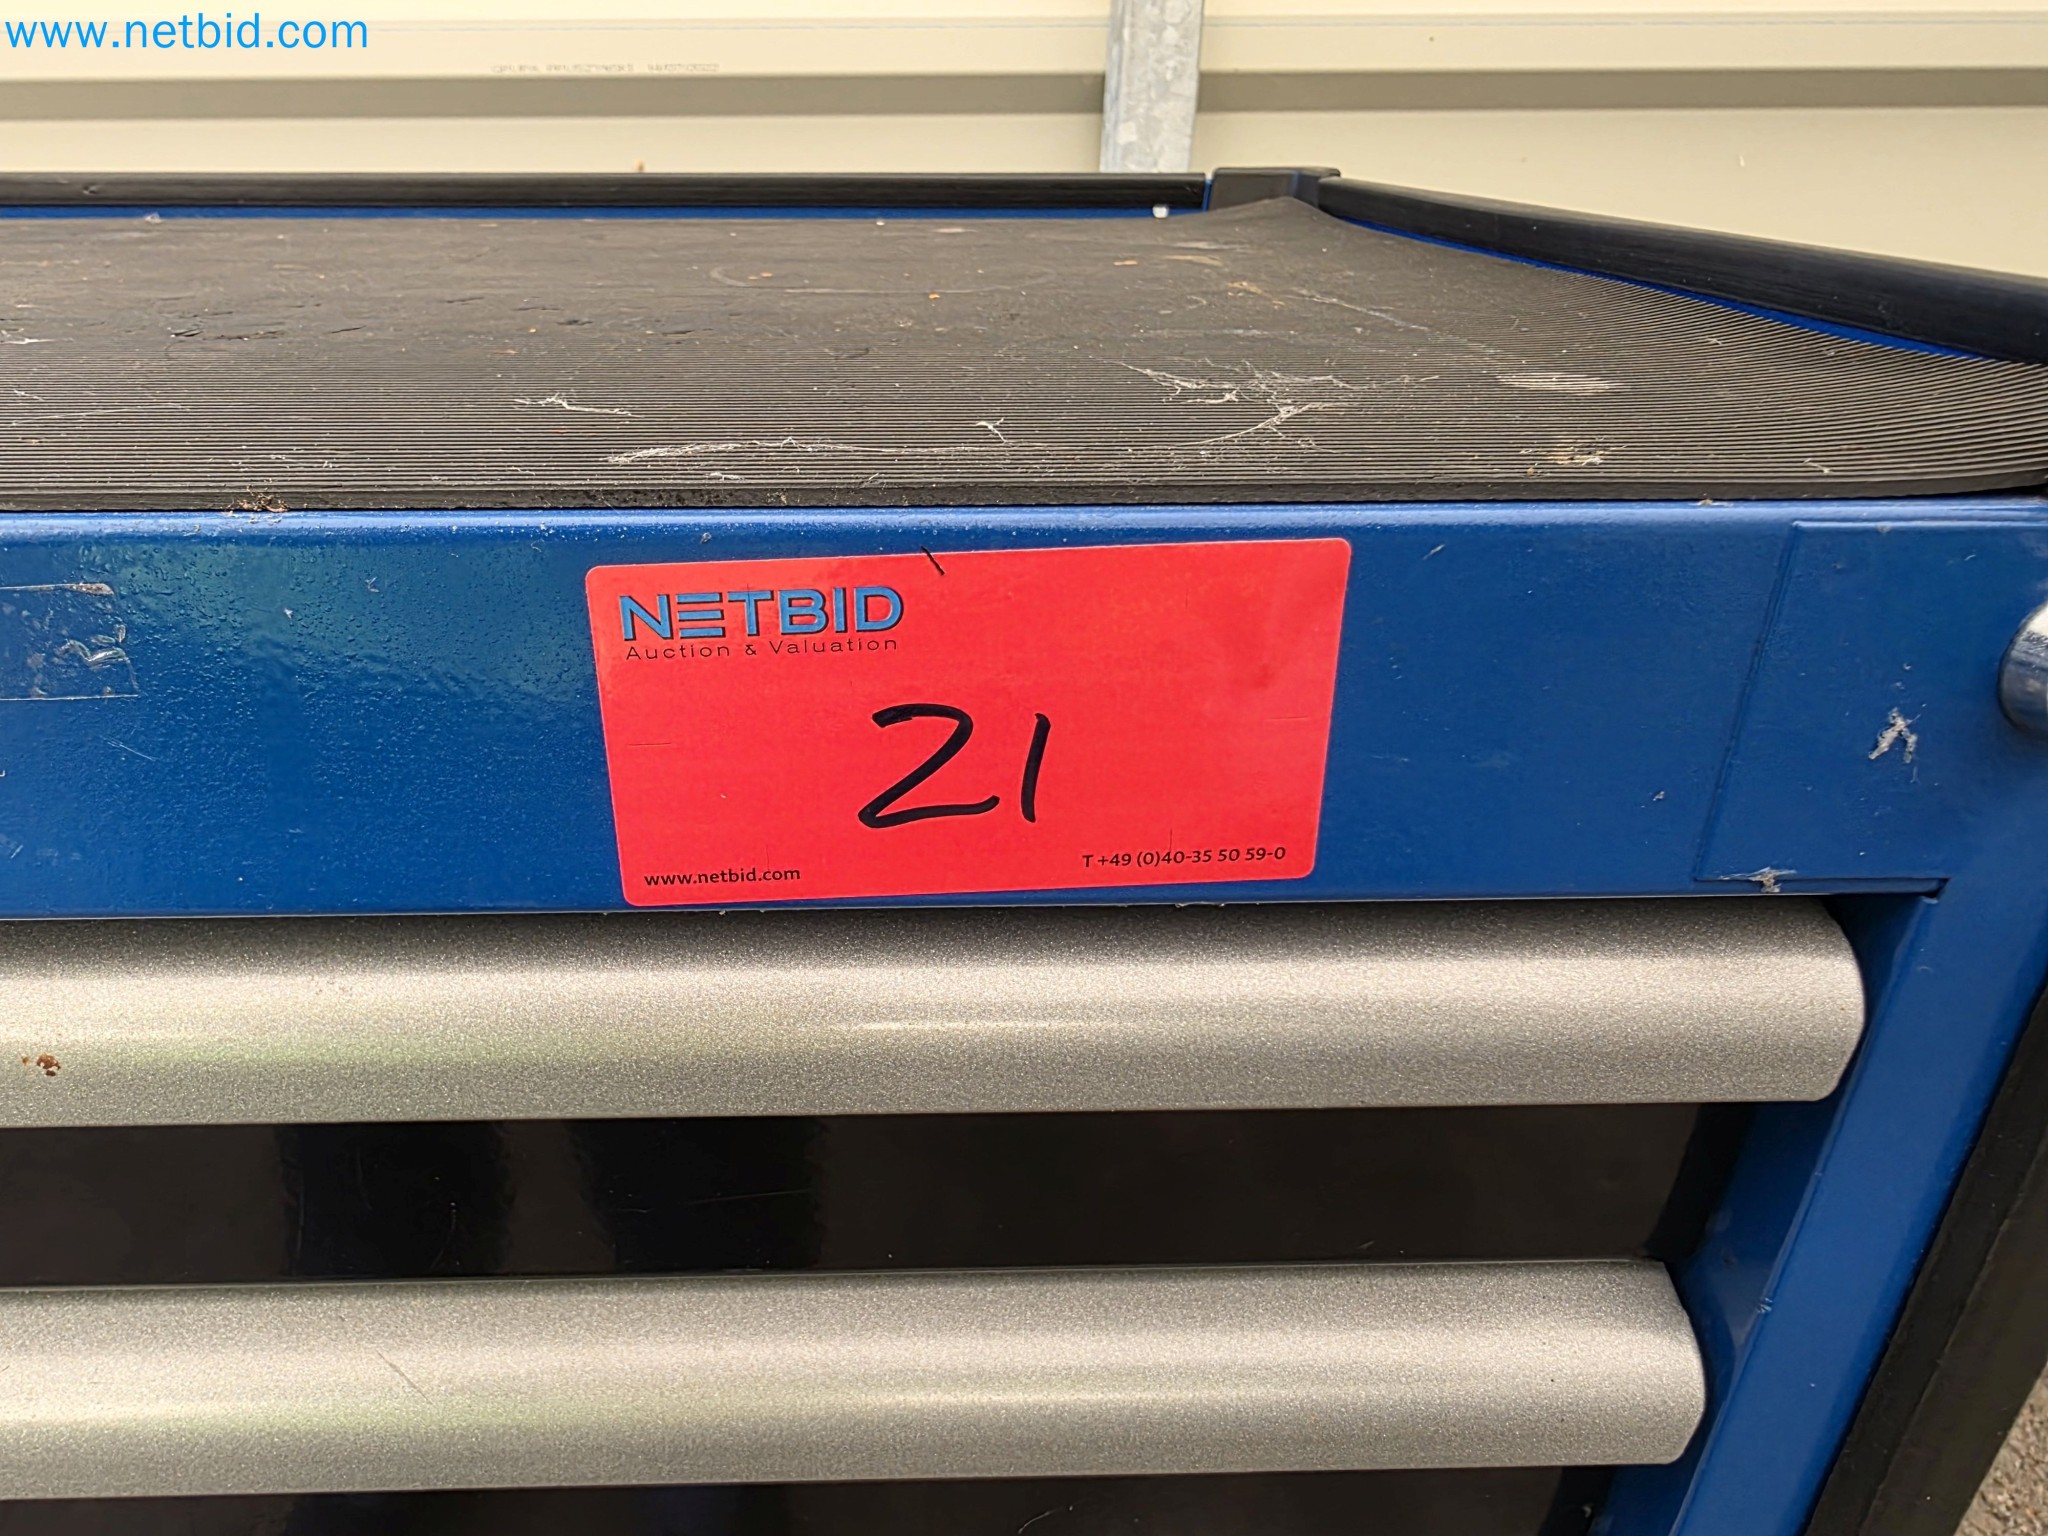 www.netbid.com
NETBID
Auction & Valuation
21
www.netbid.com
T +49 (0)40-35 50 59-0